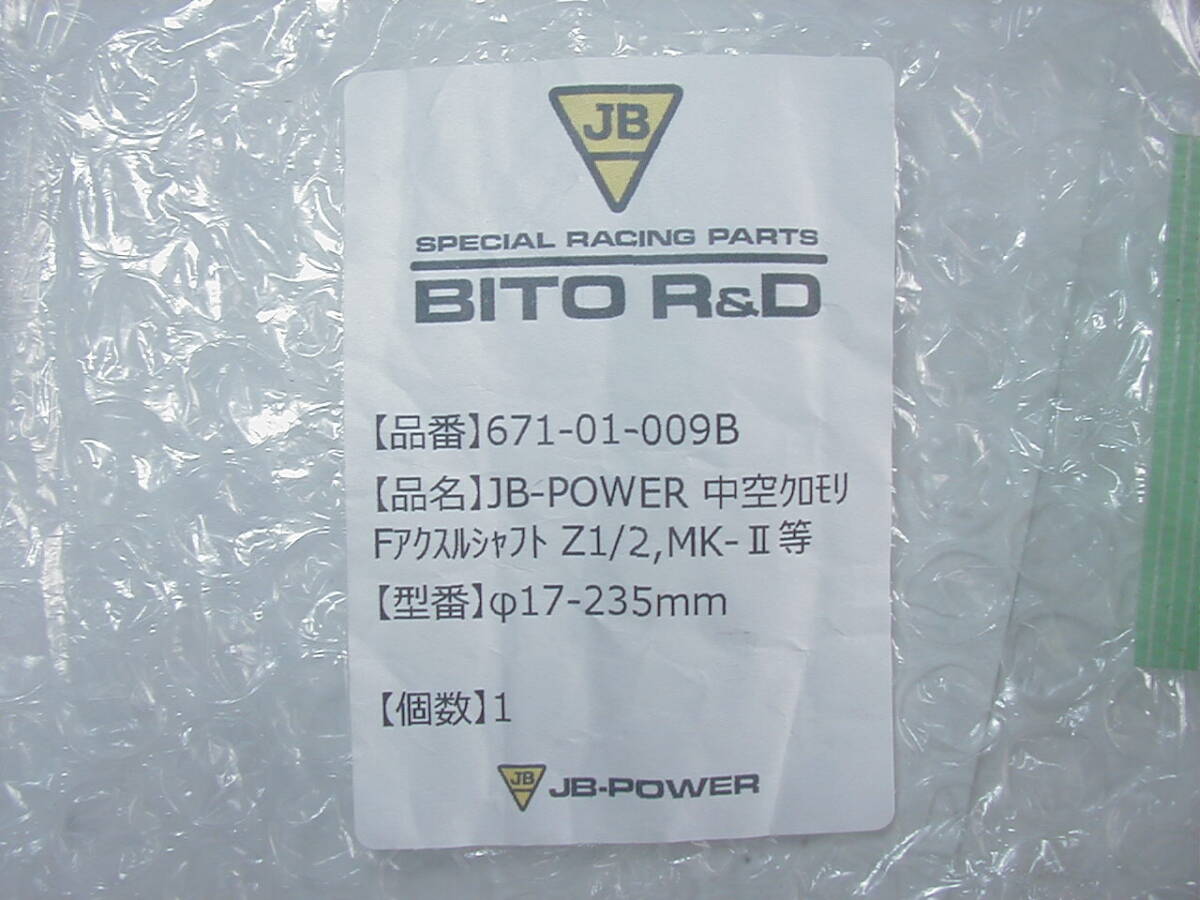 JB
SPECIAL RACING PARTS
BITO R&D
【品番】671-01-009B
【品名】JB-POWER 中空ｸﾛﾓﾘ
Fｱｸｽﾙｼｬﾌﾄ Z1/2,MK-Ⅱ等
【型番】φ17-235mm
【個数】1
JB JB-POWER